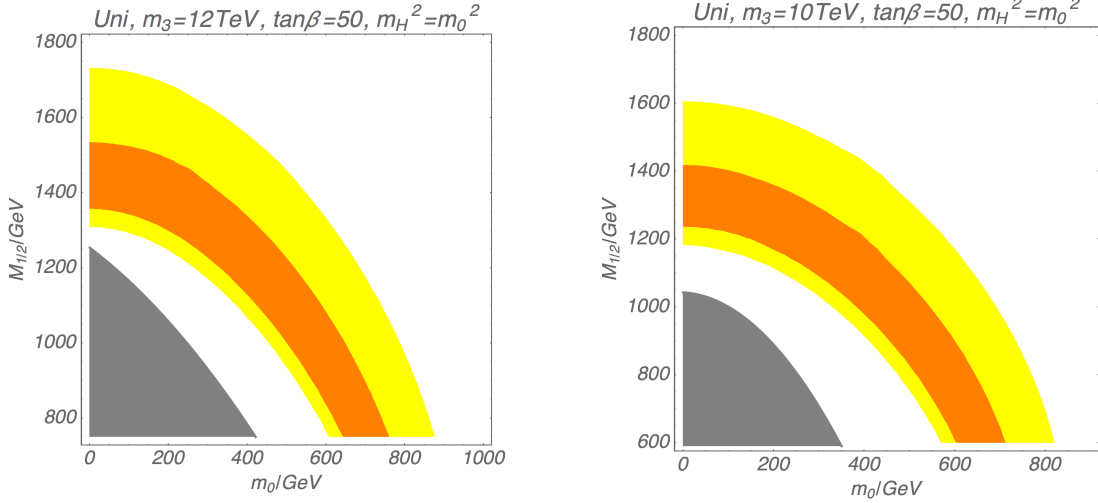 Uni, m₃=12TeV, tanβ=50, m_H²=m₀²
1800
1600
1400
1200
1000
800
M₁/₂/GeV
0 200 400 600 800 1000
m₀/GeV
Uni, m₃=10TeV, tanβ=50, m_H²=m₀²
1800
1600
1400
1200
1000
800
600
M₁/₂/GeV
0 200 400 600 800
m₀/GeV